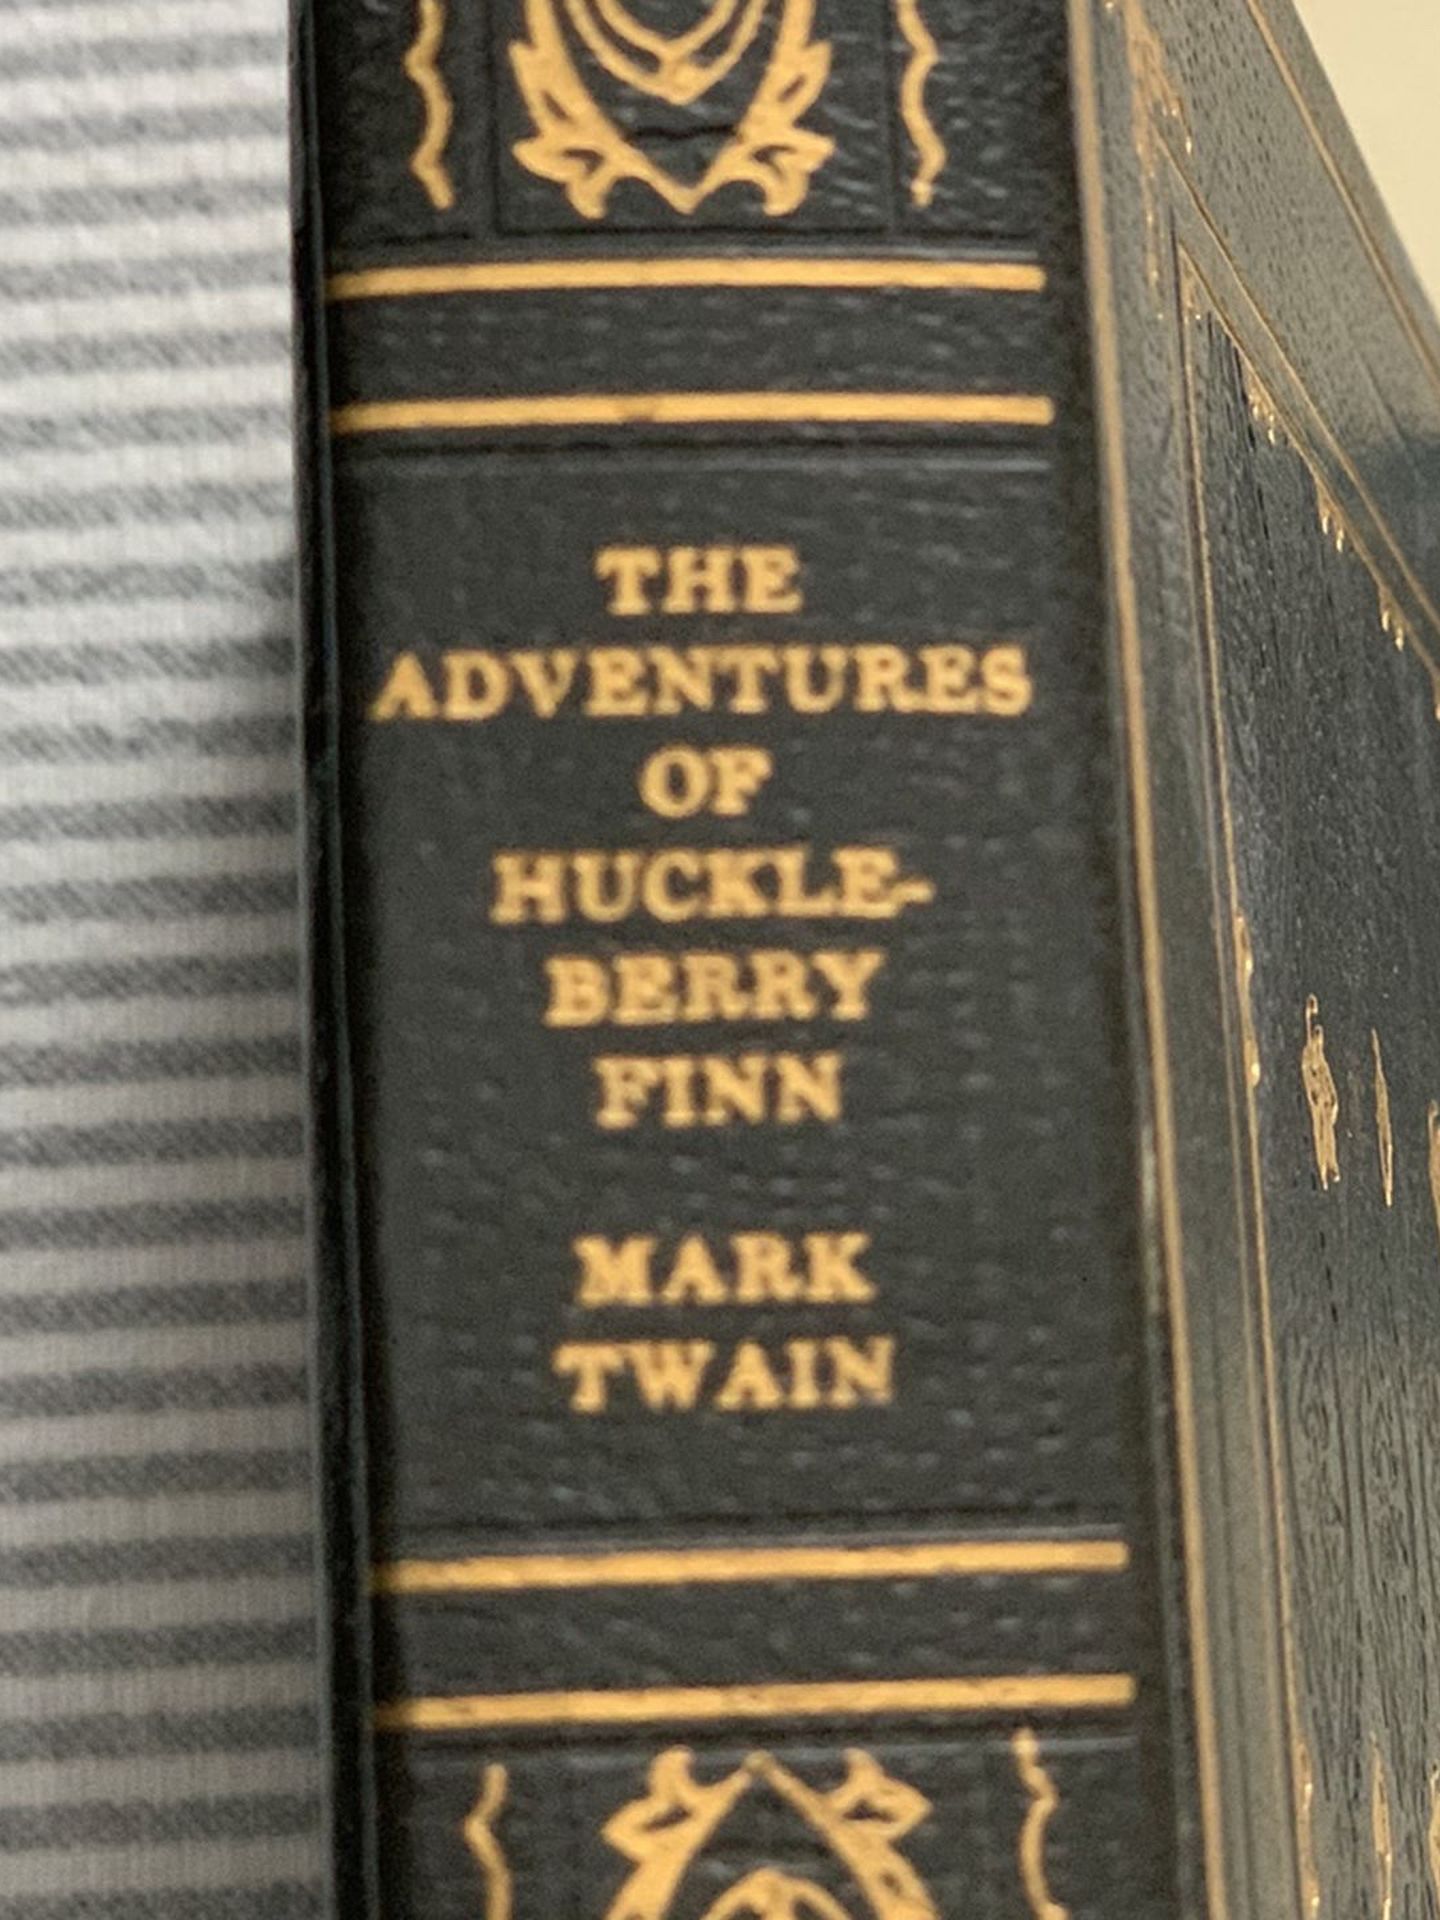 THE
ADVENTURES
OF
HUCKLE-
BERRY
FINN
MARK
TWAIN